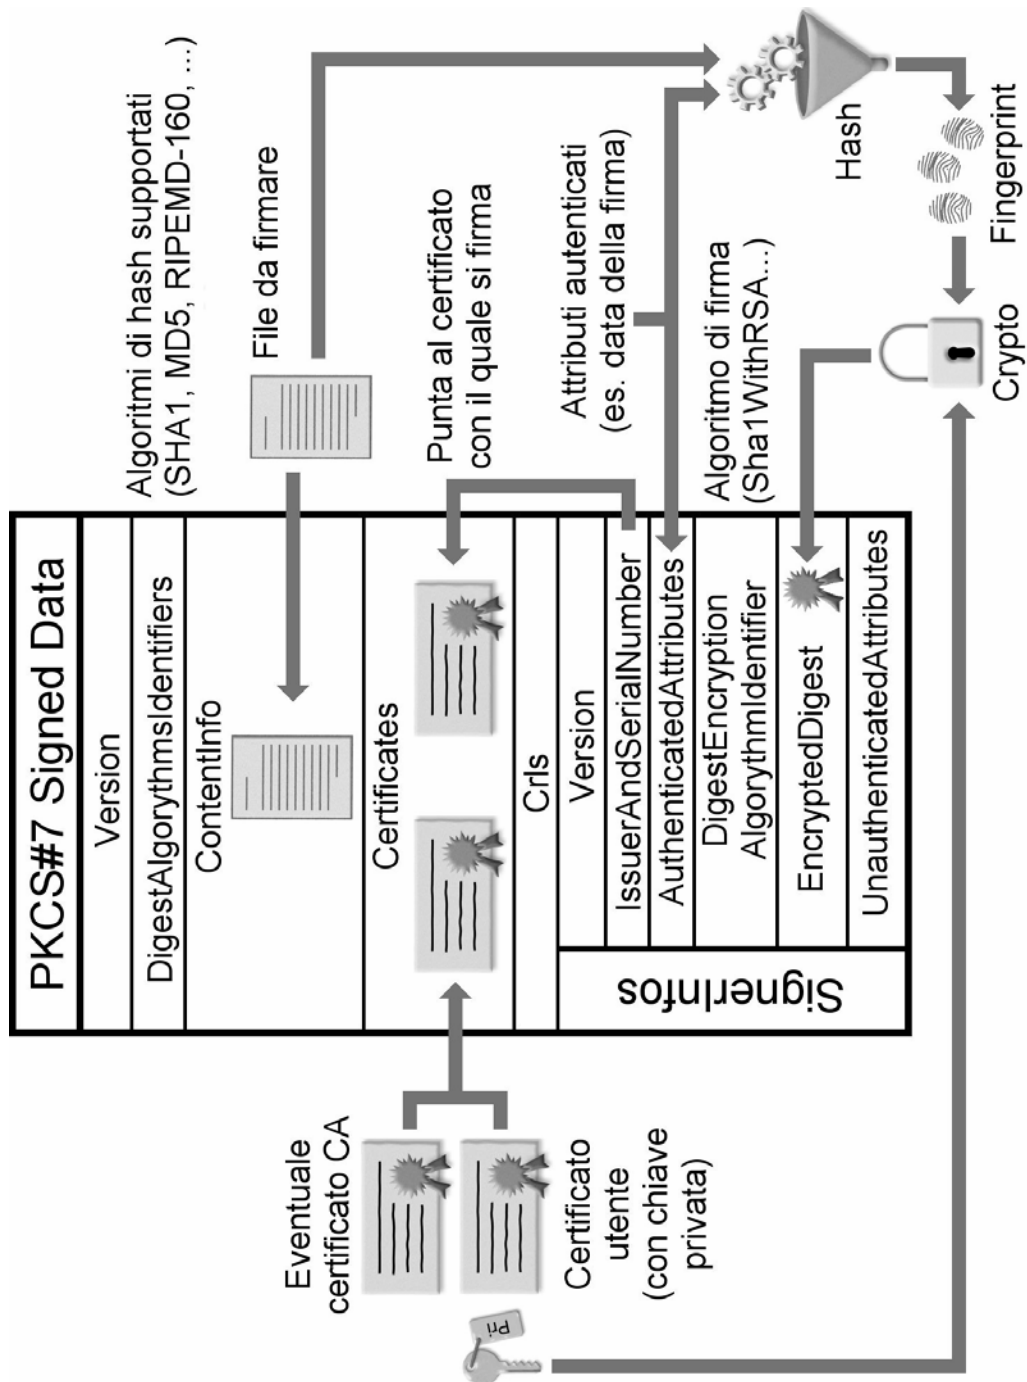 PKCS#7 Signed Data
Version
DigestAlgorythmsIdentifiers
ContentInfo
Certificates
Crls
SignerInfos
Version
IssuerAndSerialNumber
AuthenticatedAttributes
DigestEncryption
AlgorythmIdentifier
EncryptedDigest
UnauthenticatedAttributes
Eventuale
certificato CA
Certificato
utente
(con chiave
privata)
Pri
Algoritmi di hash supportati
(SHA1, MD5, RIPEMD-160, ...)
File da firmare
Punta al certificato
con il quale si firma
Attributi autenticati
(es. data della firma)
Algoritmo di firma
(Sha1WithRSA...)
Hash
Fingerprint
Crypto